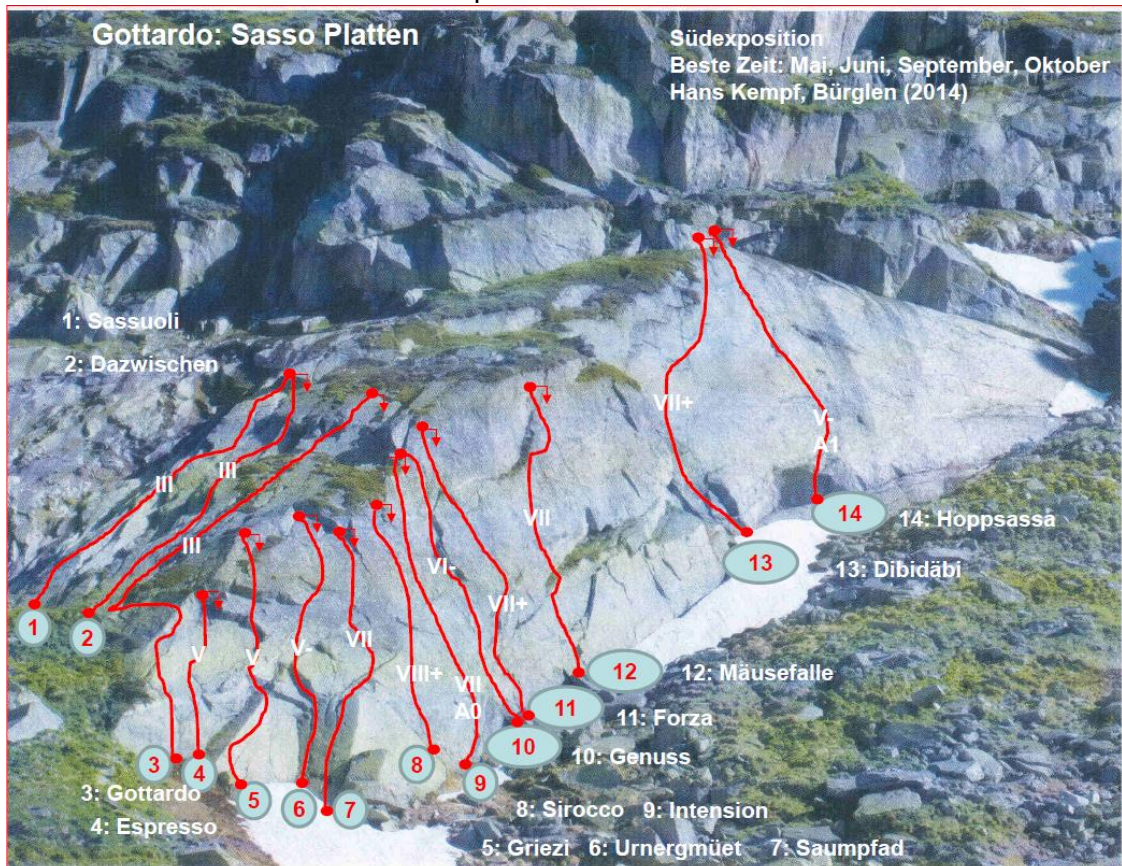 Gottardo: Sasso Platten
Südexposition
Beste Zeit: Mai, Juni, September, Oktober
Hans Kempf, Bürglen (2014)
1: Sassuoli
2: Dazwischen
VII+
V-
A1
III
III
III
VII
VI-
VII+
V
V
V-
VII
VIII+
VII
A0
14
14: Hoppsassa
13
13: Dibidäbi
1
2
12
12: Mäusefalle
11
11: Forza
10
10: Genuss
3
4
5
6
7
8
9
3: Gottardo
4: Espresso
8: Sirocco 9: Intension
5: Griezi 6: Urnergmüet 7: Saumpfad